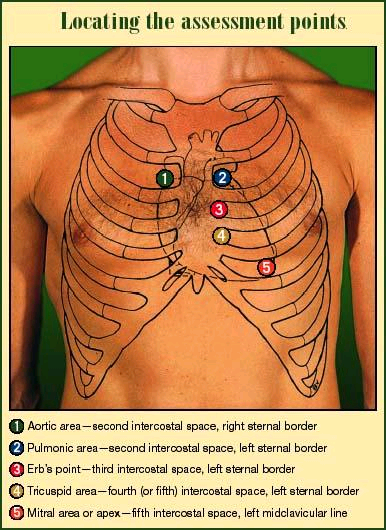 Locating the assessment points
1
2
3
4
5
1 Aortic area—second intercostal space, right sternal border
2 Pulmonic area—second intercostal space, left sternal border
3 Erb's point—third intercostal space, left sternal border
4 Tricuspid area—fourth (or fifth) intercostal space, left sternal border
5 Mitral area or apex—fifth intercostal space, left midclavicular line